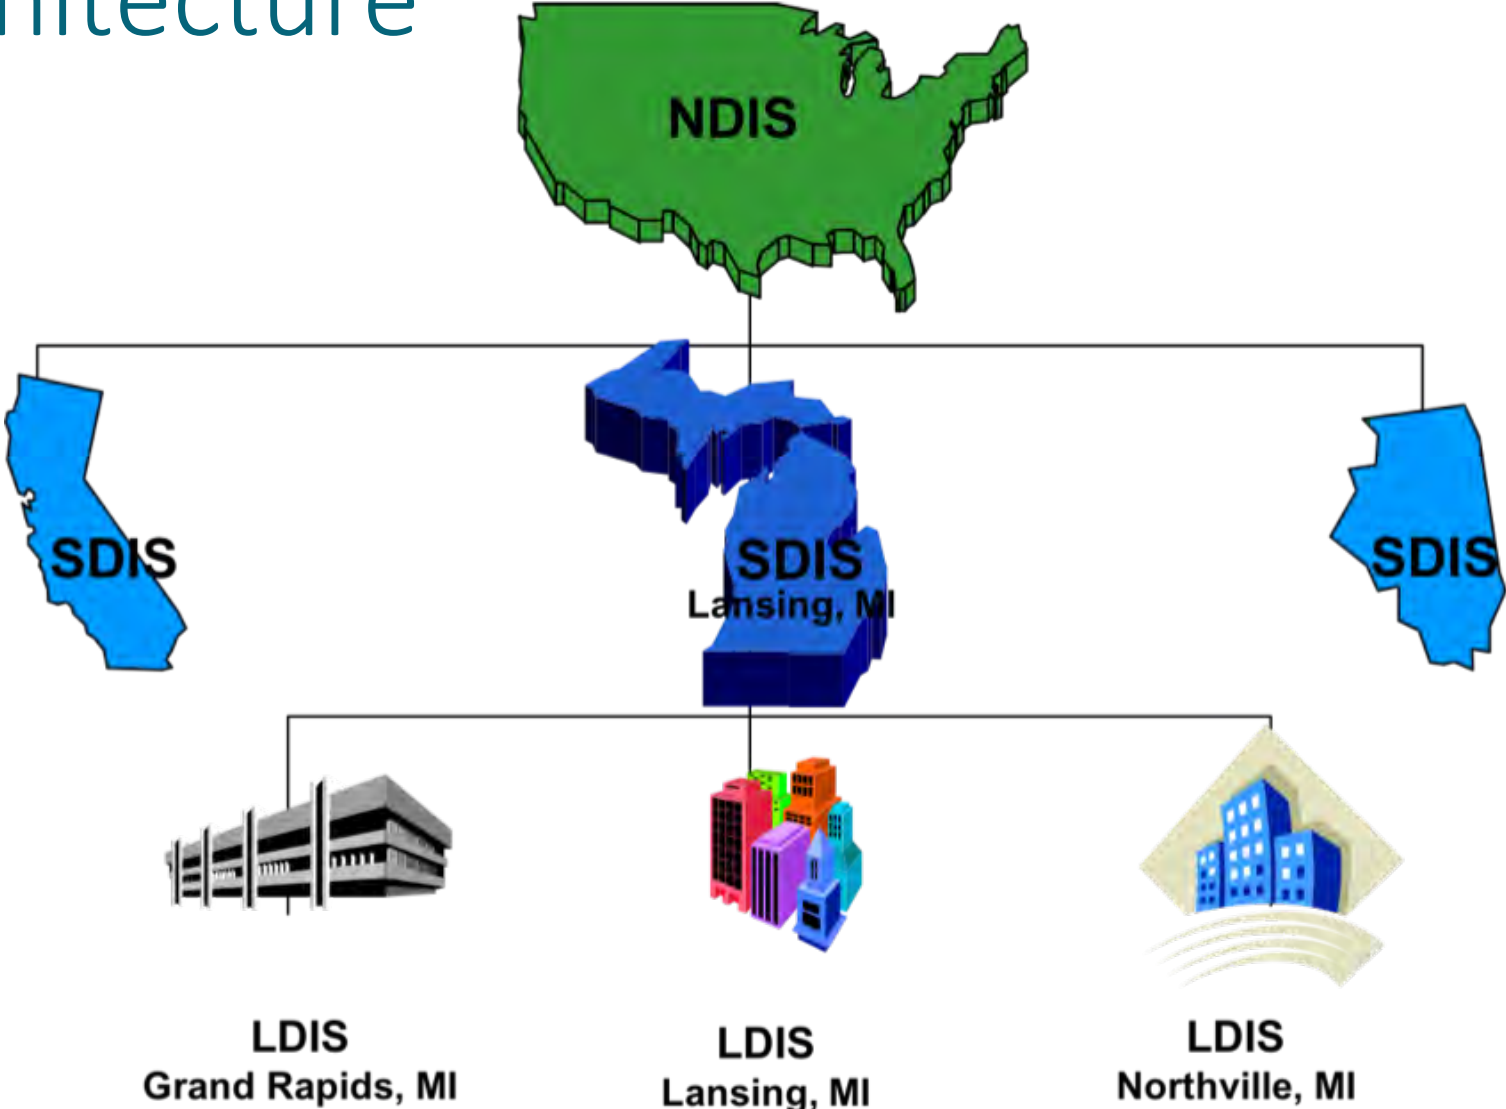 NDIS
SDIS
SDIS
Lansing, MI
SDIS
LDIS
Grand Rapids, MI
LDIS
Lansing, MI
LDIS
Northville, MI